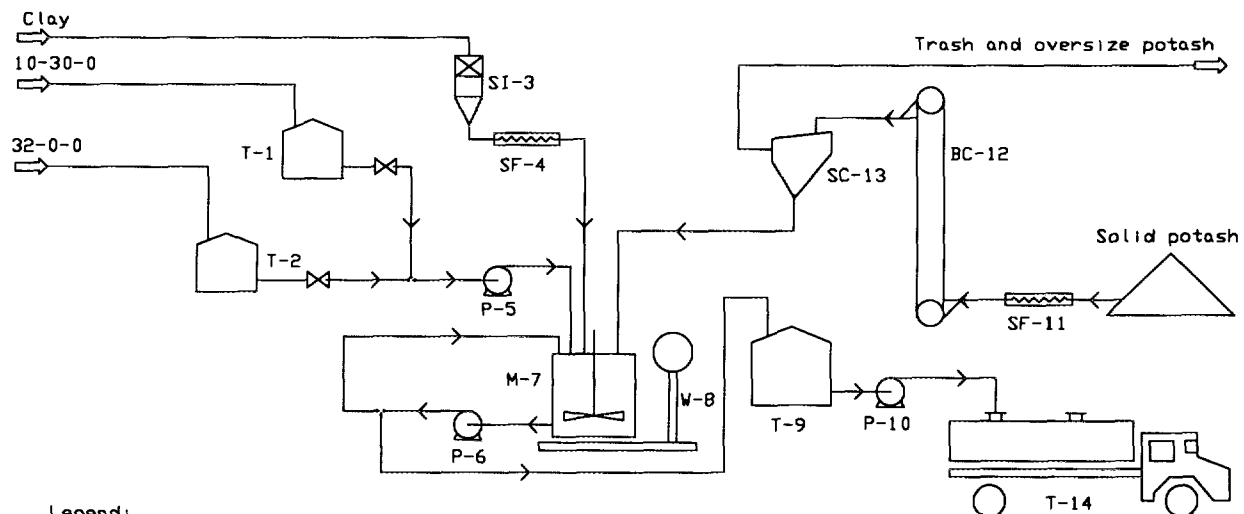 Clay
10-30-0
32-0-0
T-1
T-2
SI-3
SF-4
P-5
P-6
M-7
W-8
T-9
P-10
Trash and oversize potash
SC-13
BC-12
Solid potash
SF-11
T-14
Legend: